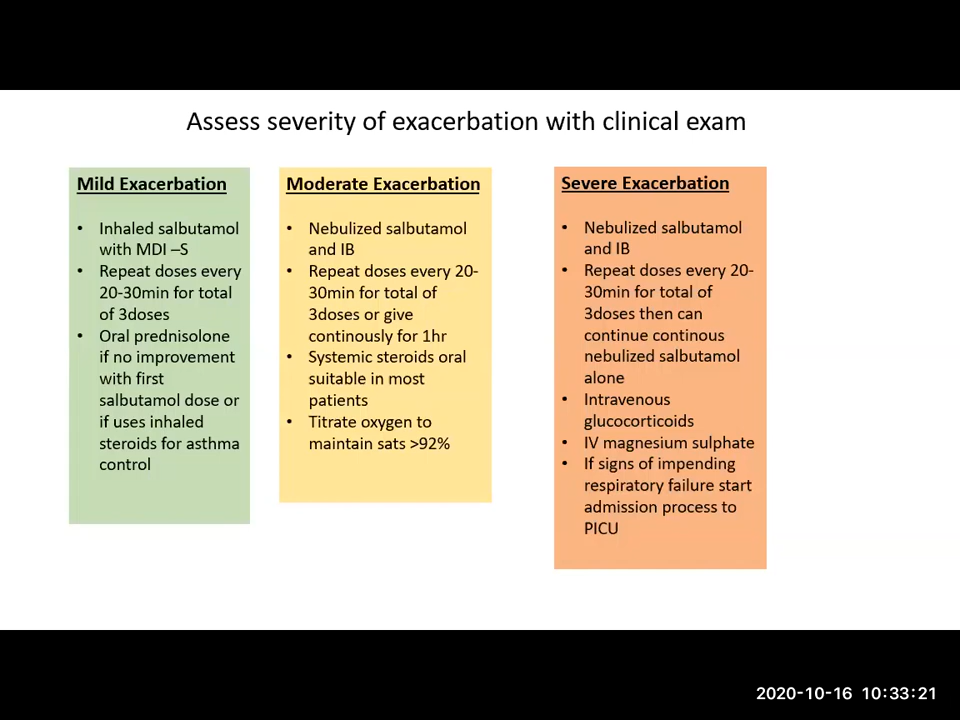 Assess severity of exacerbation with clinical exam
Mild Exacerbation
• Inhaled salbutamol
with MDI –S
• Repeat doses every
20-30min for total
of 3doses
• Oral prednisolone
if no improvement
with first
salbutamol dose or
if uses inhaled
steroids for asthma
control
Moderate Exacerbation
• Nebulized salbutamol
and IB
• Repeat doses every 20-
30min for total of
3doses or give
continously for 1hr
• Systemic steroids oral
suitable in most
patients
• Titrate oxygen to
maintain sats >92%
Severe Exacerbation
• Nebulized salbutamol
and IB
• Repeat doses every 20-
30min for total of
3doses then can
continue continous
nebulized salbutamol
alone
• Intravenous
glucocorticoids
• IV magnesium sulphate
• If signs of impending
respiratory failure start
admission process to
PICU
2020-10-16 10:33:21